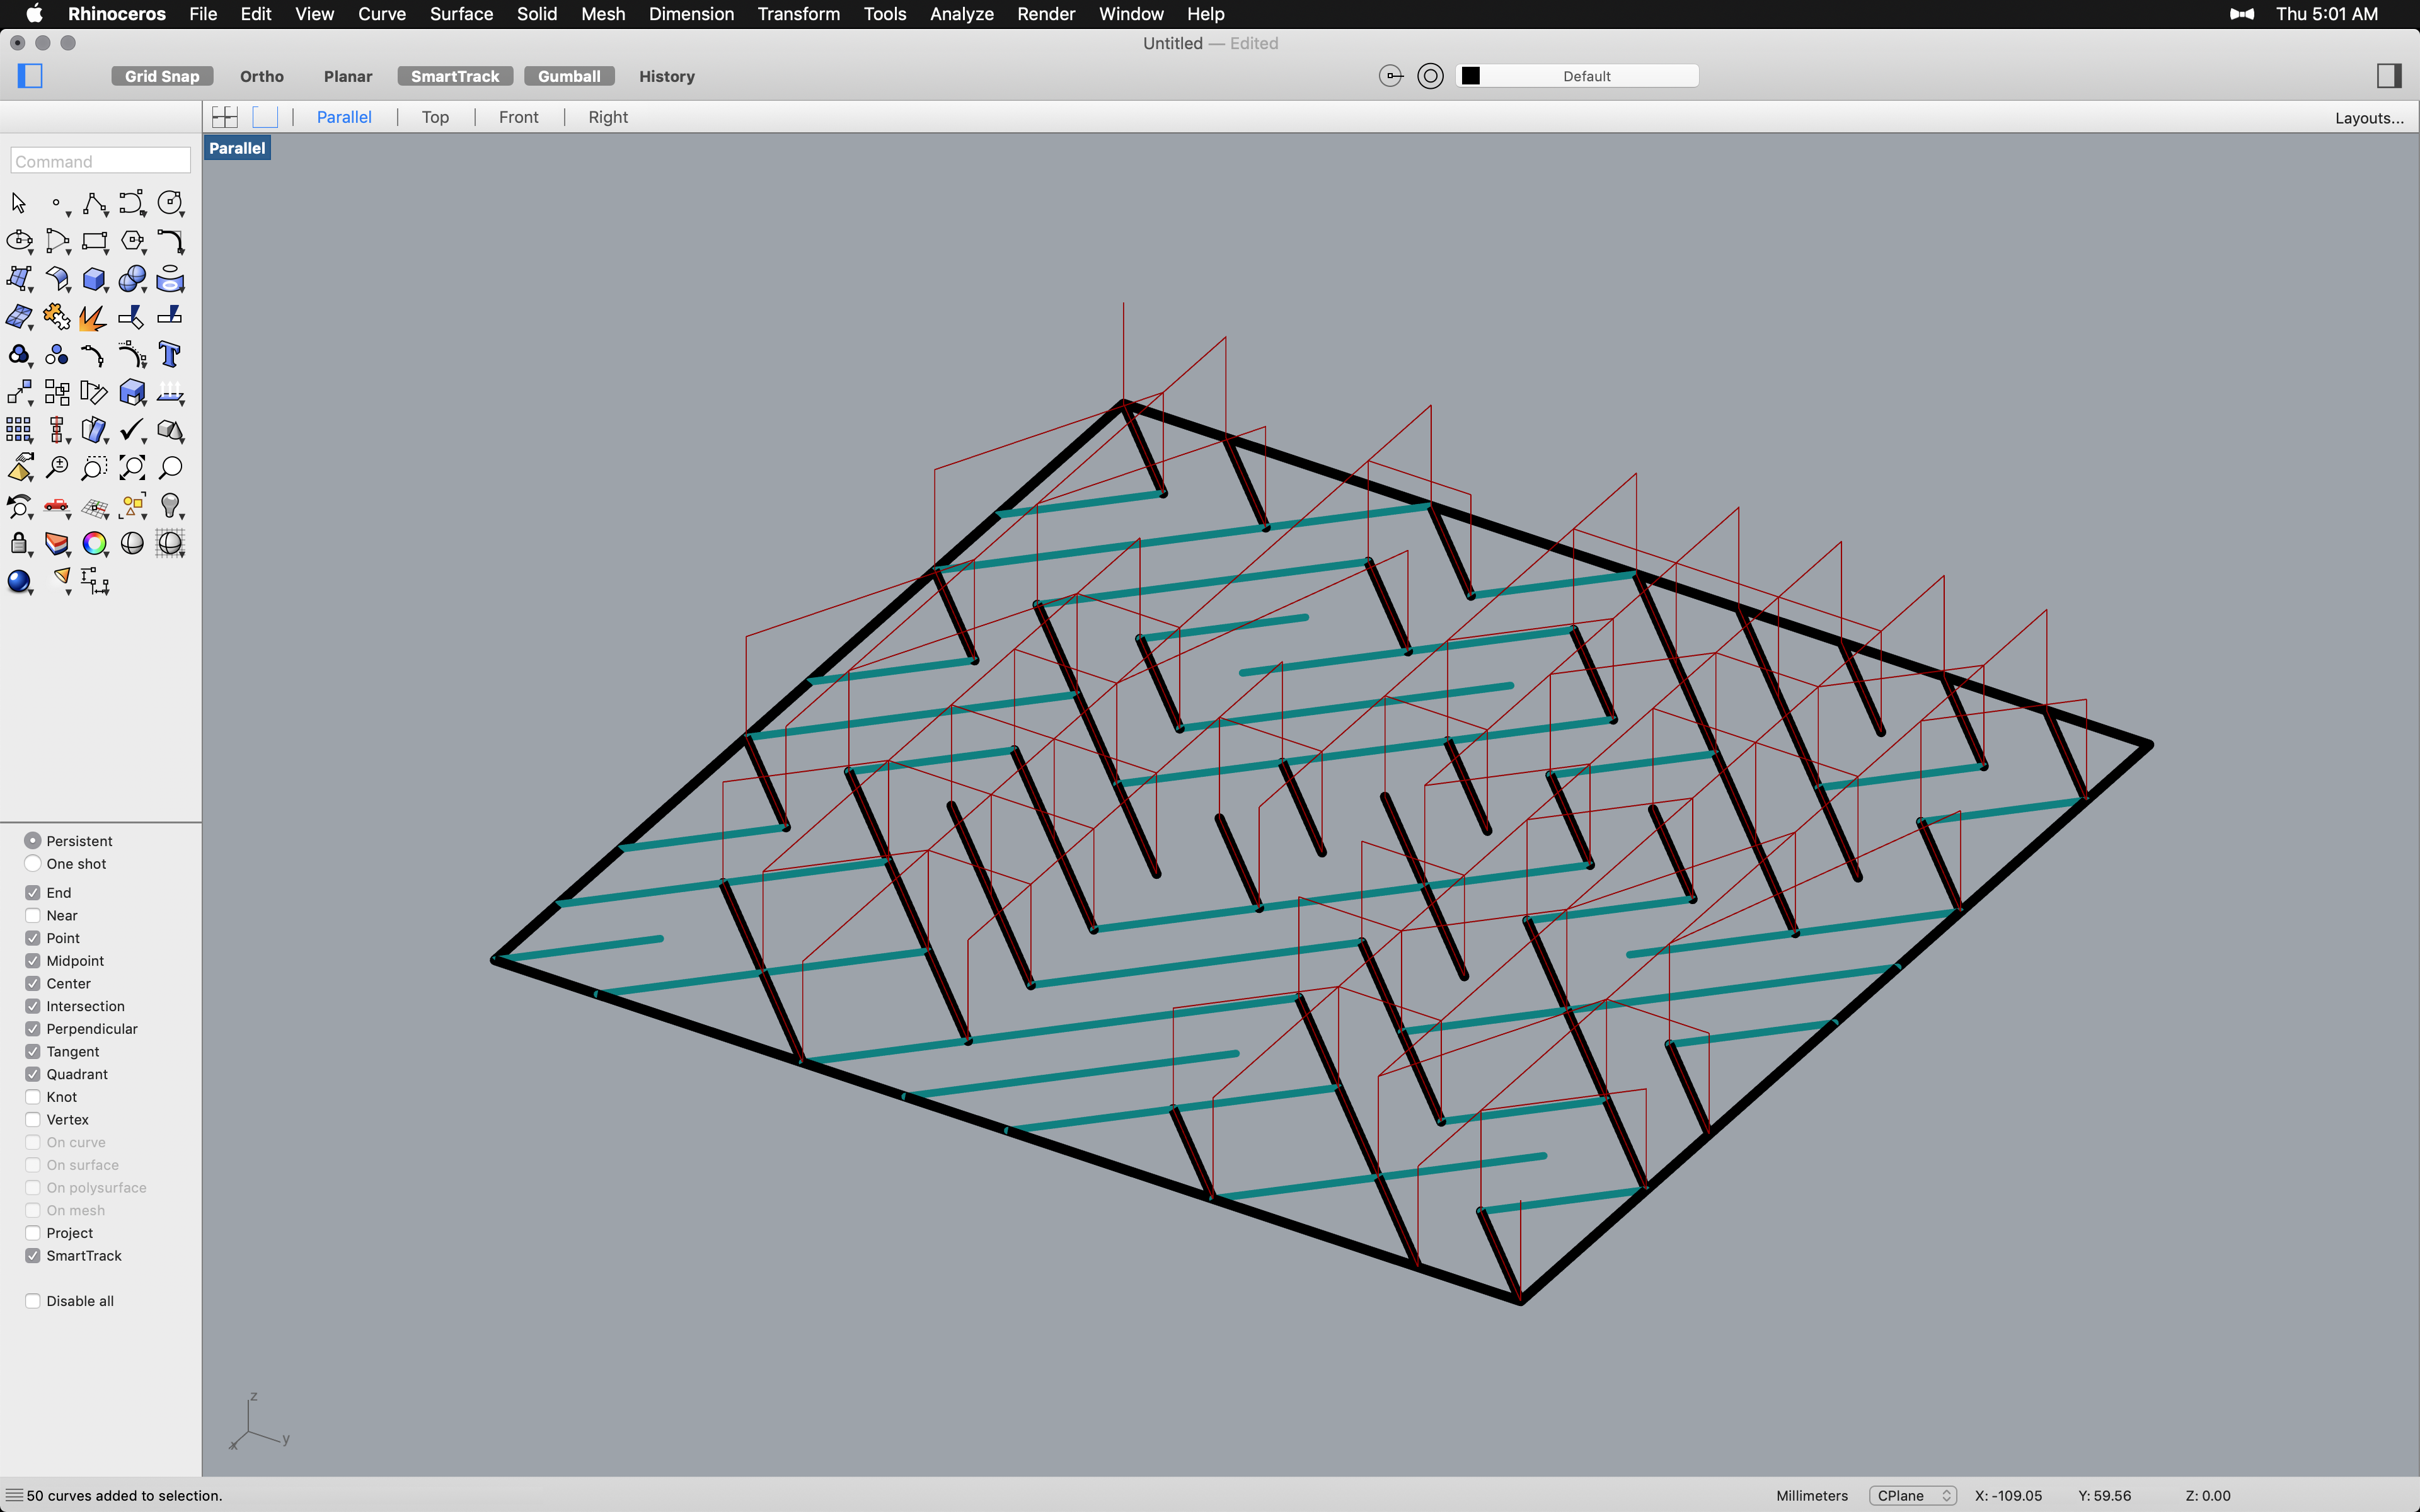 Rhinoceros File Edit View Curve Surface Solid Mesh Dimension Transform Tools Analyze Render Window Help Thu 5:01 AM
Untitled — Edited
Grid Snap Ortho Planar SmartTrack Gumball History Default
Parallel | Top | Front | Right Layouts...
Parallel
Command
Persistent
One shot
End
Near
Point
Midpoint
Center
Intersection
Perpendicular
Tangent
Quadrant
Knot
Vertex
On curve
On surface
On polysurface
On mesh
Project
SmartTrack
Disable all
z
x y
50 curves added to selection. Millimeters CPlane X: -109.05 Y: 59.56 Z: 0.00